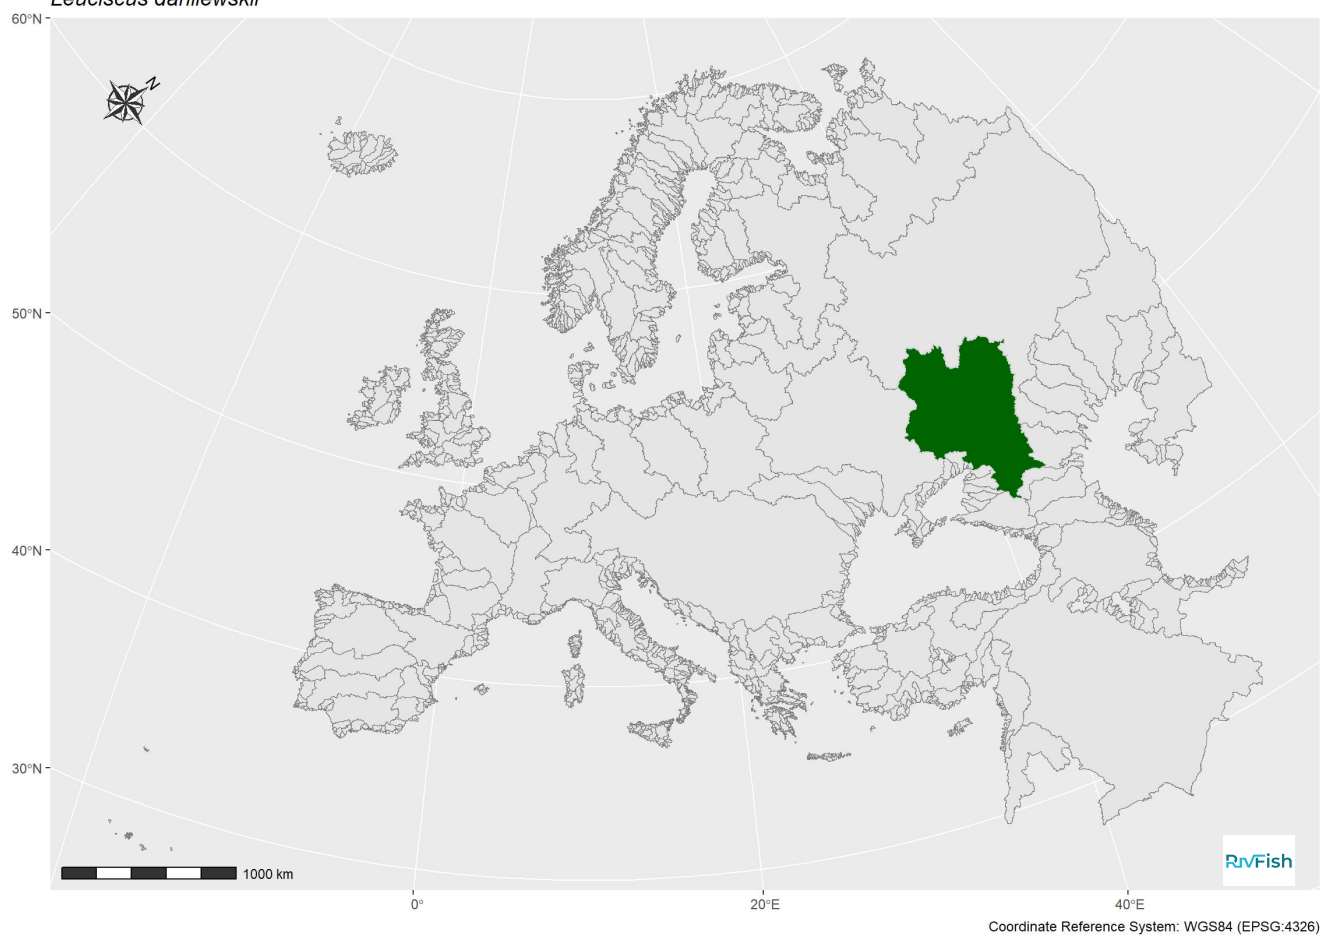 Leuciscus danilewskii
60°N
N
50°N
40°N
30°N
RIVFish
1000 km
0°
20°E
40°E
Coordinate Reference System: WGS84 (EPSG:4326)